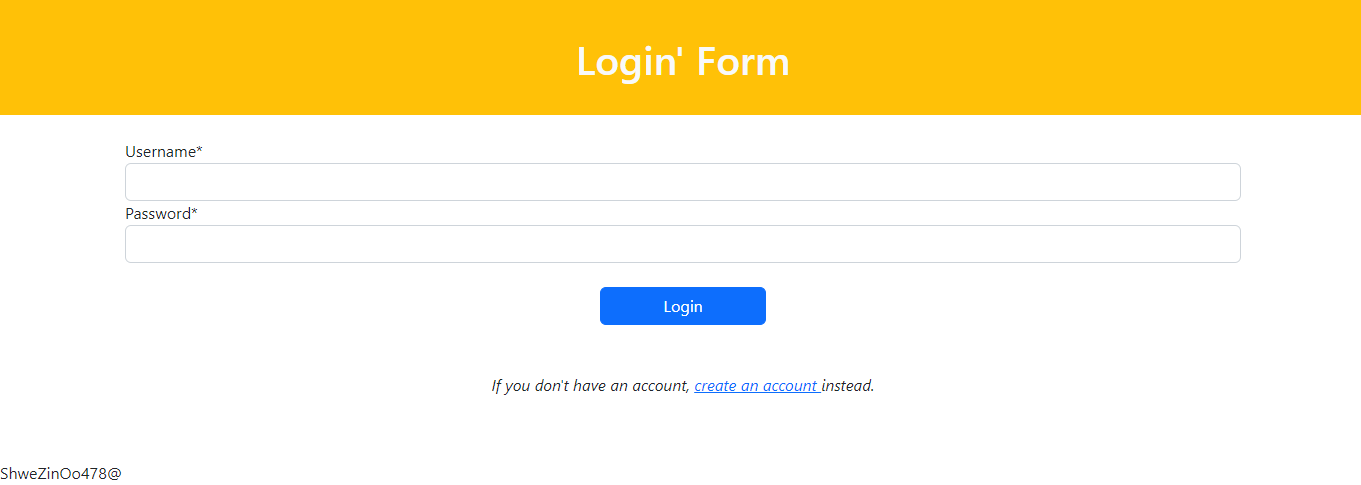 Login' Form
Username*
Password*
Login
If you don't have an account, create an account instead.
ShweZinOo478@